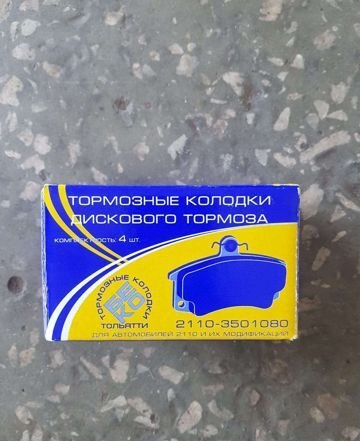 ТОРМОЗНЫЕ КОЛОДКИ
ДИСКОВОГО ТОРМОЗА
КОМПЛЕКТНОСТЬ: 4 ШТ.
ТОРМОЗНЫЕ КОЛОДКИ
ТОЛЬЯТТИ
2110-3501080
ДЛЯ АВТОМОБИЛЕЙ 2110 И ИХ МОДИФИКАЦИЙ